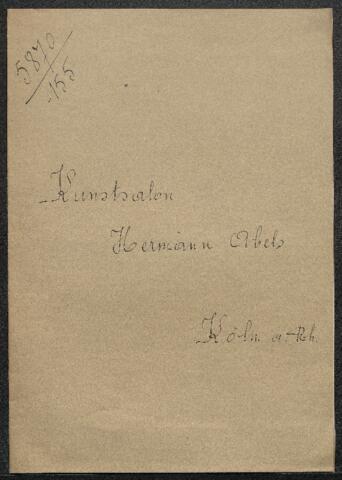 5870
155
Kunstsalon
Hermann Abels
Köln a. Rh.